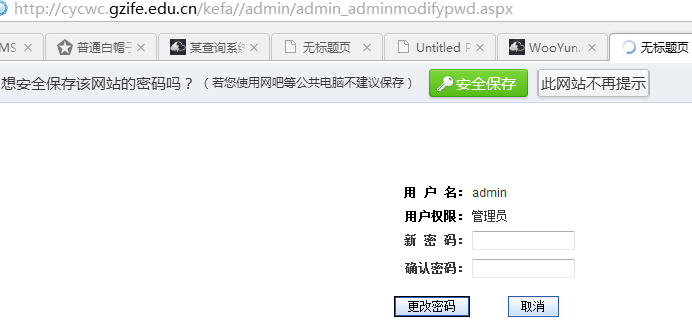 http://cycwc.gzife.edu.cn/kefa//admin/admin_adminmodifypwd.aspx
MS × 普通白帽子 × 某查询系统 × 无标题页 × Untitled P × WooYun.o × 无标题页
想安全保存该网站的密码吗？（若您使用网吧等公共电脑不建议保存） 安全保存 此网站不再提示
用 户 名： admin
用户权限：管理员
新 密 码：
确认密码：
更改密码 取消